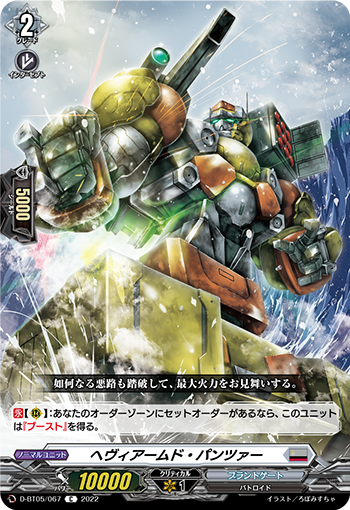 2
グレード
インターセプト
5000
シールド
如何なる悪路も踏破して、最大火力をお見舞いする。
永【R】:あなたのオーダーゾーンにセットオーダーがあるなら、このユニット
は『ブースト』を得る。
ノーマルユニット
ヘヴィアームド・パンツァー
パワー 10000 クリティカル 1
ブラントゲート
バトロイド
D-BT05/067 C 2022
イラスト/ろぼみすちゃ